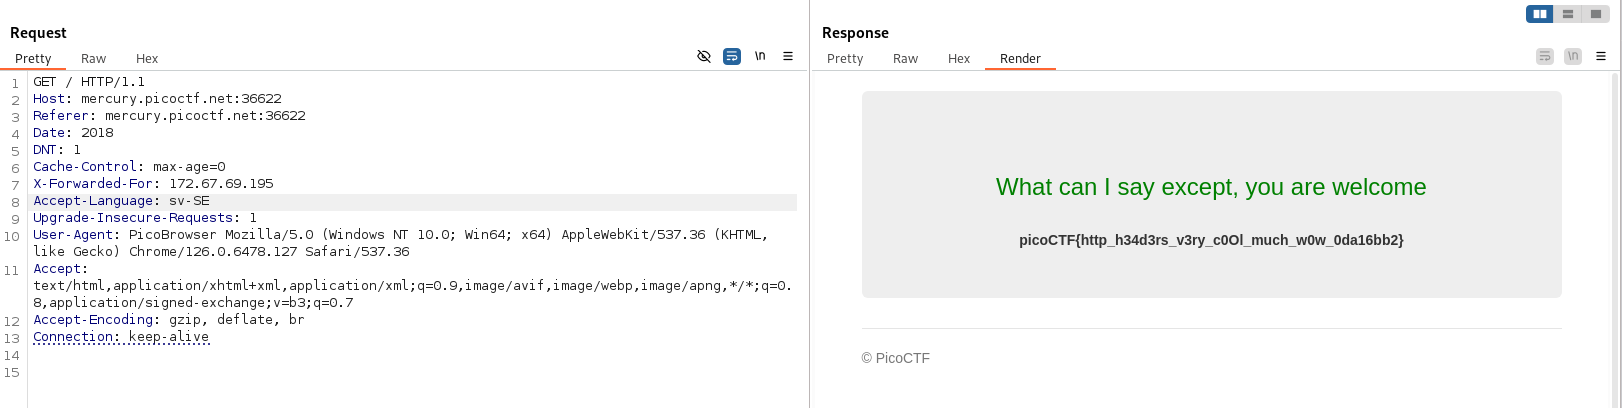 Request
Pretty Raw Hex \n
1 GET / HTTP/1.1
2 Host: mercury.picoctf.net:36622
3 Referer: mercury.picoctf.net:36622
4 Date: 2018
5 DNT: 1
6 Cache-Control: max-age=0
7 X-Forwarded-For: 172.67.69.195
8 Accept-Language: sv-SE
9 Upgrade-Insecure-Requests: 1
10 User-Agent: PicoBrowser Mozilla/5.0 (Windows NT 10.0; Win64; x64) AppleWebKit/537.36 (KHTML,
like Gecko) Chrome/126.0.6478.127 Safari/537.36
11 Accept:
text/html,application/xhtml+xml,application/xml;q=0.9,image/avif,image/webp,image/apng,*/*;q=0.
8,application/signed-exchange;v=b3;q=0.7
12 Accept-Encoding: gzip, deflate, br
13 Connection: keep-alive
14
15
Response
Pretty Raw Hex Render \n
What can I say except, you are welcome
picoCTF{http_h34d3rs_v3ry_c0Ol_much_w0w_0da16bb2}
© PicoCTF